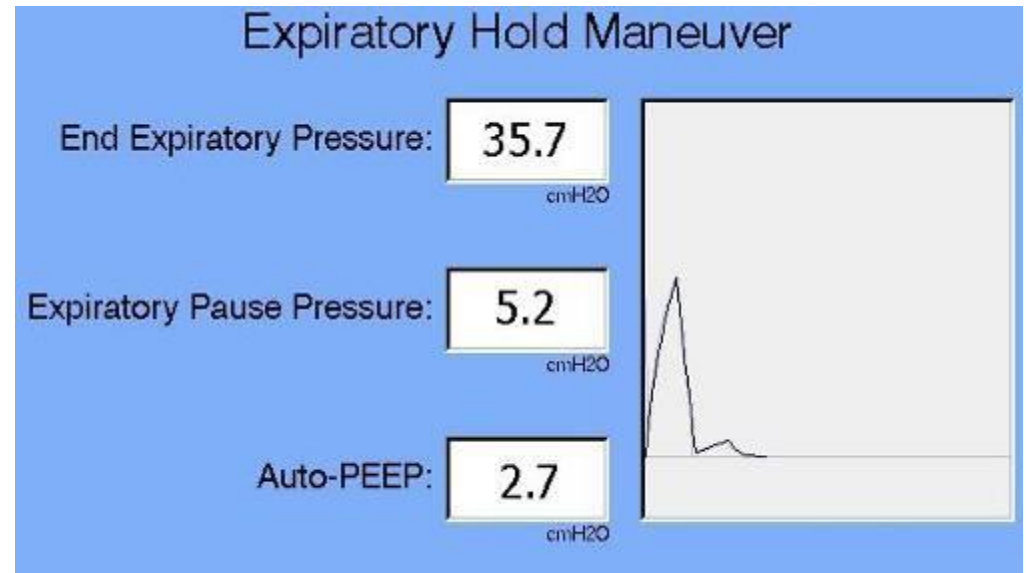 Expiratory Hold Maneuver
End Expiratory Pressure: 35.7
cmH2O
Expiratory Pause Pressure: 5.2
cmH2O
Auto-PEEP: 2.7
cmH2O